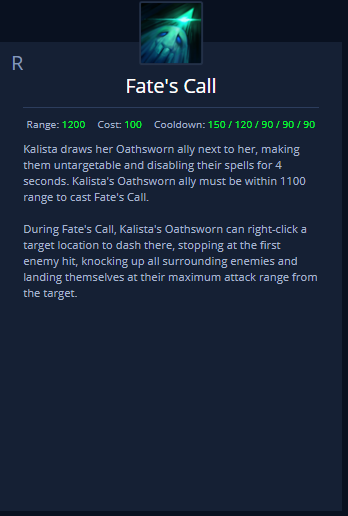 R
Fate's Call
Range: 1200 Cost: 100 Cooldown: 150 / 120 / 90 / 90 / 90
Kalista draws her Oathsworn ally next to her, making
them untargetable and disabling their spells for 4
seconds. Kalista's Oathsworn ally must be within 1100
range to cast Fate's Call.
During Fate's Call, Kalista's Oathsworn can right-click a
target location to dash there, stopping at the first
enemy hit, knocking up all surrounding enemies and
landing themselves at their maximum attack range from
the target.